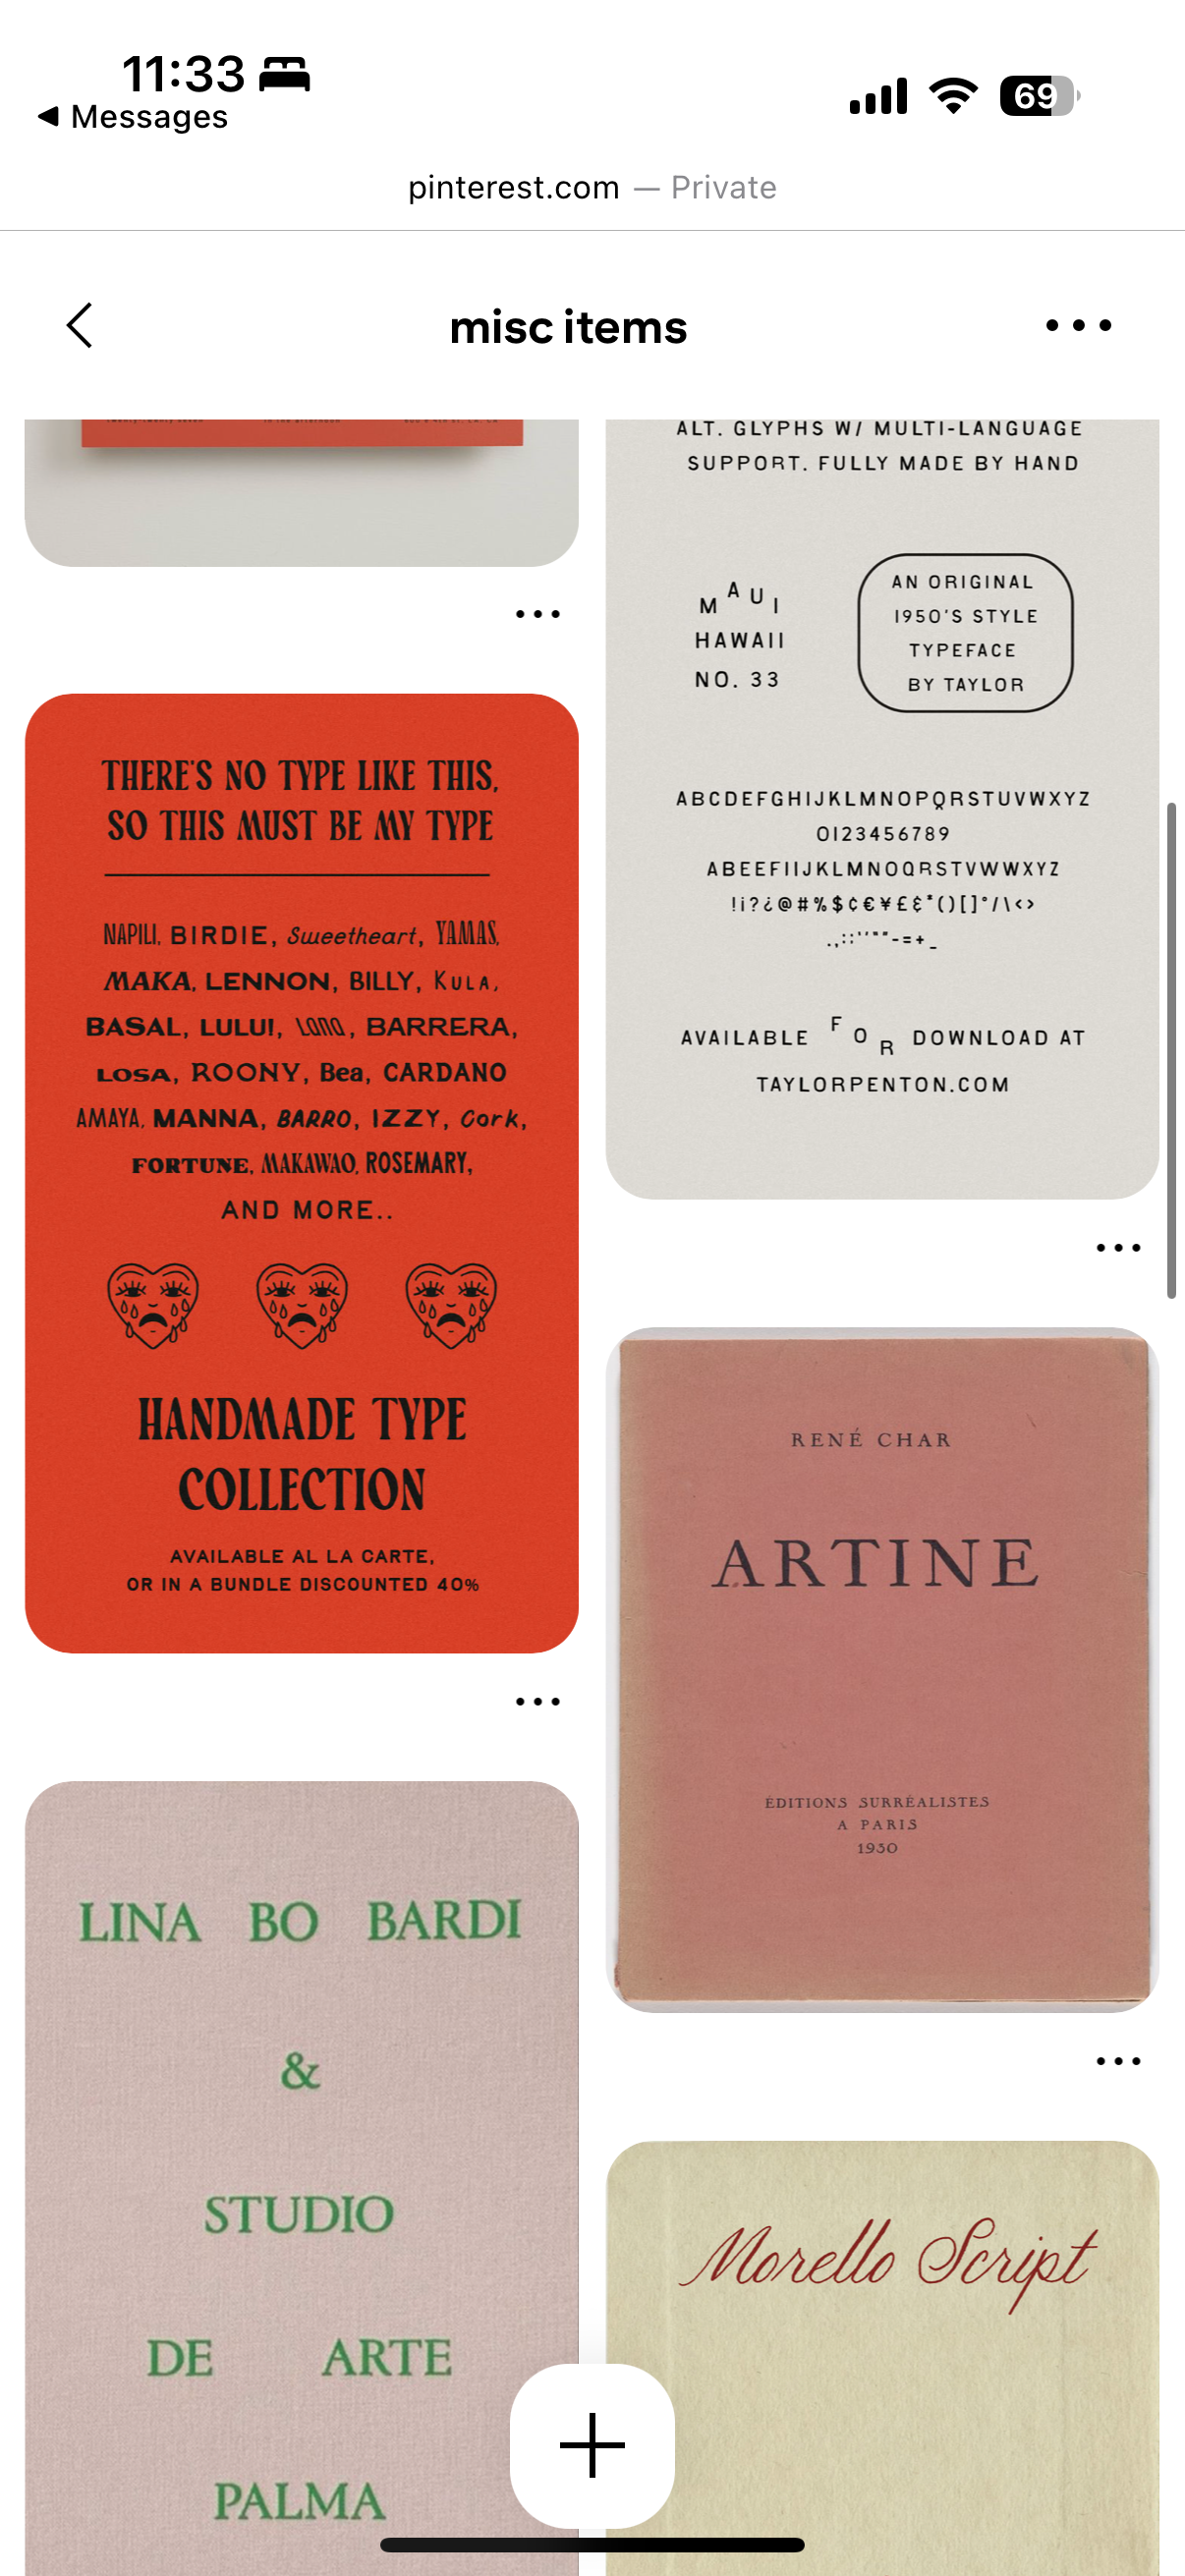 11:33
Messages
69
pinterest.com — Private
misc items
THERE'S NO TYPE LIKE THIS,
SO THIS MUST BE MY TYPE
NAPILI, BIRDIE, Sweetheart, YAMAS,
MAKA, LENNON, BILLY, KULA,
BASAL, LULU!, LANA, BARRERA,
LOSA, ROONY, Bea, CARDANO
AMAYA, MANNA, BARRO, IZZY, Cork,
FORTUNE, MAKAWAO, ROSEMARY,
AND MORE..
HANDMADE TYPE
COLLECTION
AVAILABLE AL LA CARTE,
OR IN A BUNDLE DISCOUNTED 40%
LINA BO BARDI
&
STUDIO
DE ARTE
PALMA
ALT. GLYPHS W/ MULTI-LANGUAGE
SUPPORT. FULLY MADE BY HAND
MAUI
HAWAII
NO. 33
AN ORIGINAL
1950'S STYLE
TYPEFACE
BY TAYLOR
ABCDEFGHIJKLMNOPQRSTUVWXYZ
0123456789
ABEEFIIJKLMNOQRSTVWWXYZ
!¡?¿@#%$¢€¥££*()[]°/\<>
.,:;''""-=+_
AVAILABLE FOR DOWNLOAD AT
TAYLORPENTON.COM
RENÉ CHAR
ARTINE
ÉDITIONS SURRÉALISTES
A PARIS
1930
Morello Script